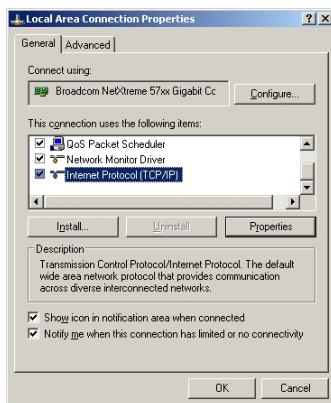 Local Area Connection Properties
General Advanced
Connect using:
Broadcom NetXtreme 57xx Gigabit Cc Configure...
This connection uses the following items:
QoS Packet Scheduler
Network Monitor Driver
Internet Protocol (TCP/IP)
Install... Uninstall Properties
Description
Transmission Control Protocol/Internet Protocol. The default
wide area network protocol that provides communication
across diverse interconnected networks.
Show icon in notification area when connected
Notify me when this connection has limited or no connectivity
OK Cancel